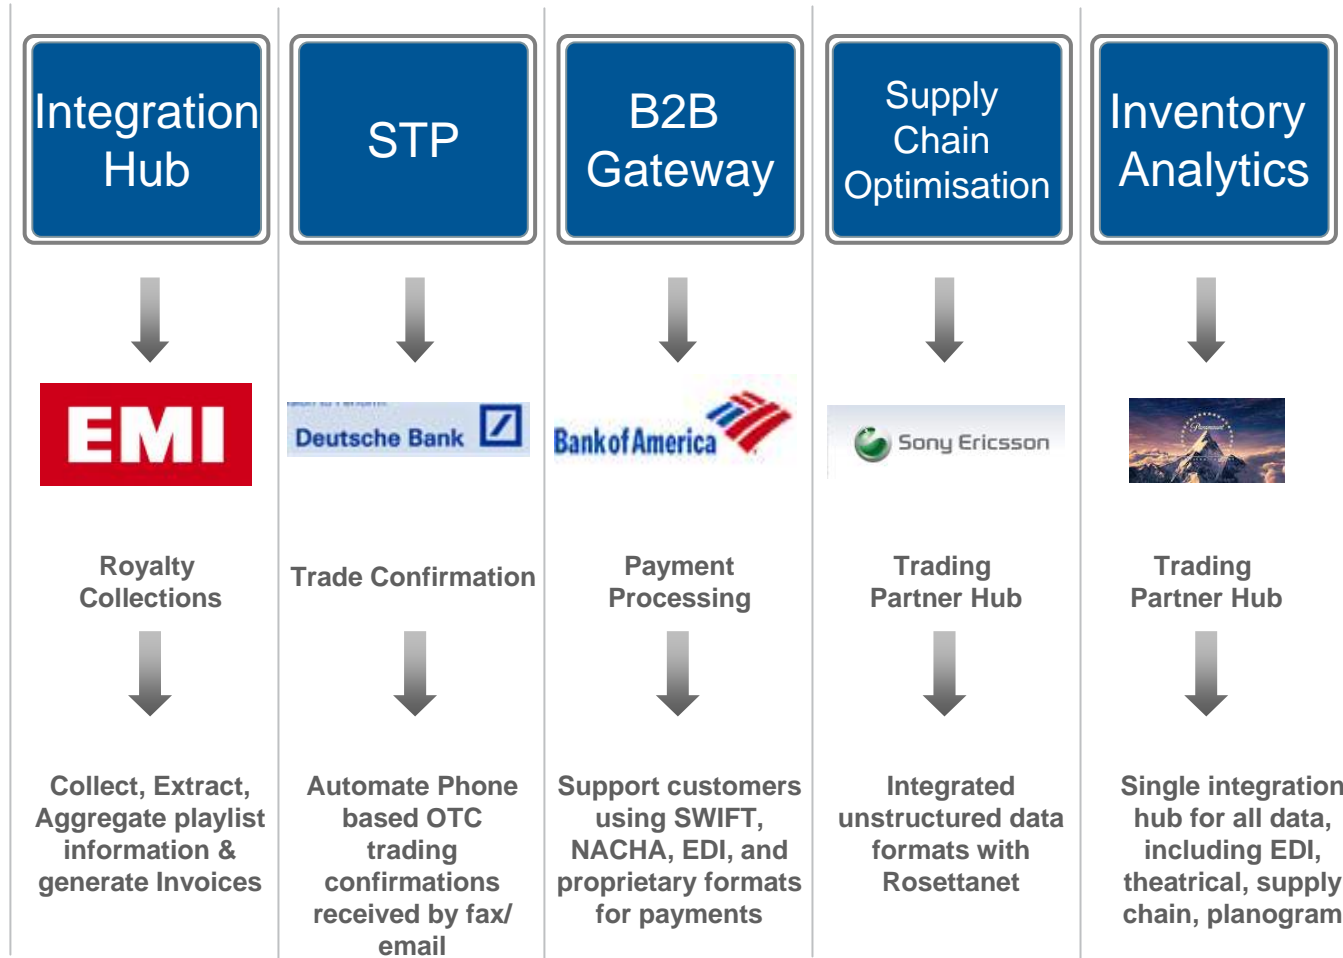 Integration
Hub
STP
B2B
Gateway
Supply
Chain
Optimisation
Inventory
Analytics
EMI
Deutsche Bank
Bank of America
Sony Ericsson
Paramount
Royalty
Collections
Trade Confirmation
Payment
Processing
Trading
Partner Hub
Trading
Partner Hub
Collect, Extract,
Aggregate playlist
information &
generate Invoices
Automate Phone
based OTC
trading
confirmations
received by fax/
email
Support customers
using SWIFT,
NACHA, EDI, and
proprietary formats
for payments
Integrated
unstructured data
formats with
Rosettanet
Single integration
hub for all data,
including EDI,
theatrical, supply
chain, planogram